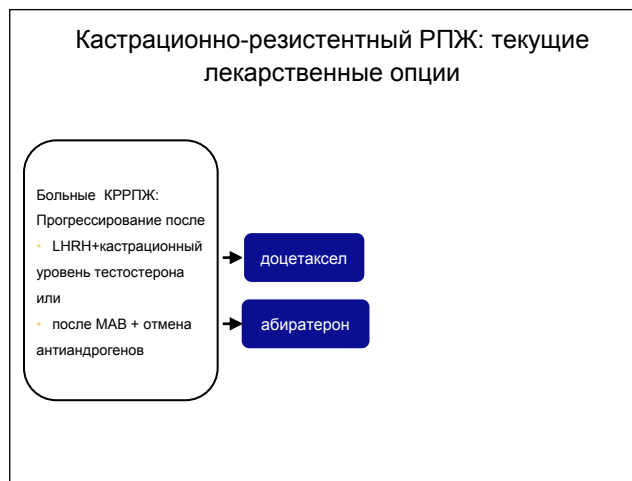 Кастрационно-резистентный РПЖ: текущие
лекарственные опции
Больные КРРПЖ:
Прогрессирование после
• LHRH+кастрационный
уровень тестостерона
или
• после МАВ + отмена
антиандрогенов
доцетаксел
абиратерон